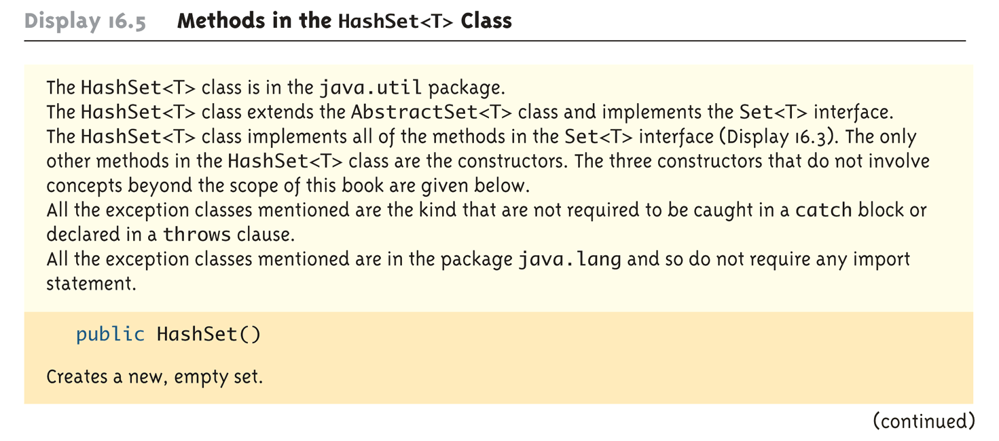 Display 16.5 Methods in the HashSet<T> Class
The HashSet<T> class is in the java.util package.
The HashSet<T> class extends the AbstractSet<T> class and implements the Set<T> interface.
The HashSet<T> class implements all of the methods in the Set<T> interface (Display 16.3). The only
other methods in the HashSet<T> class are the constructors. The three constructors that do not involve
concepts beyond the scope of this book are given below.
All the exception classes mentioned are the kind that are not required to be caught in a catch block or
declared in a throws clause.
All the exception classes mentioned are in the package java.lang and so do not require any import
statement.
public HashSet()
Creates a new, empty set.
(continued)